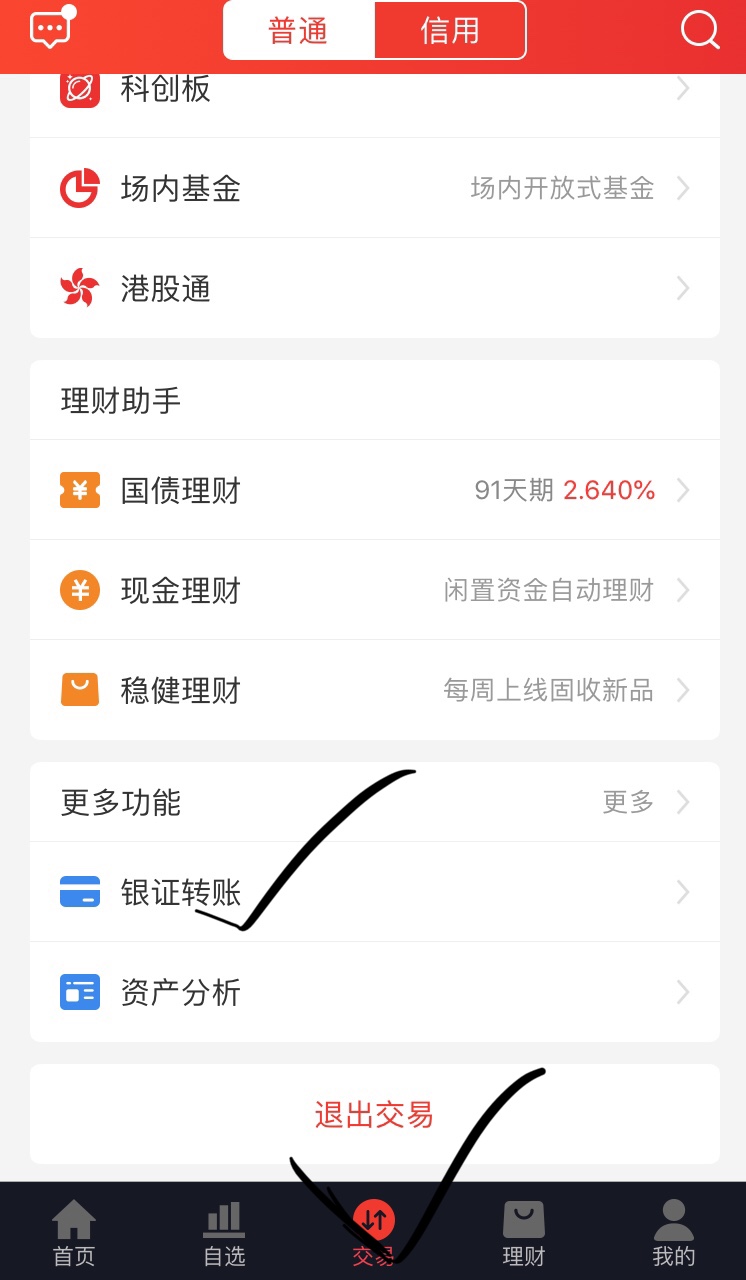 普通 信用
科创板
场内基金 场内开放式基金
港股通
理财助手
国债理财 91天期 2.640%
现金理财 闲置资金自动理财
稳健理财 每周上线固收新品
更多功能 更多
银证转账
资产分析
退出交易
首页 自选 交易 理财 我的